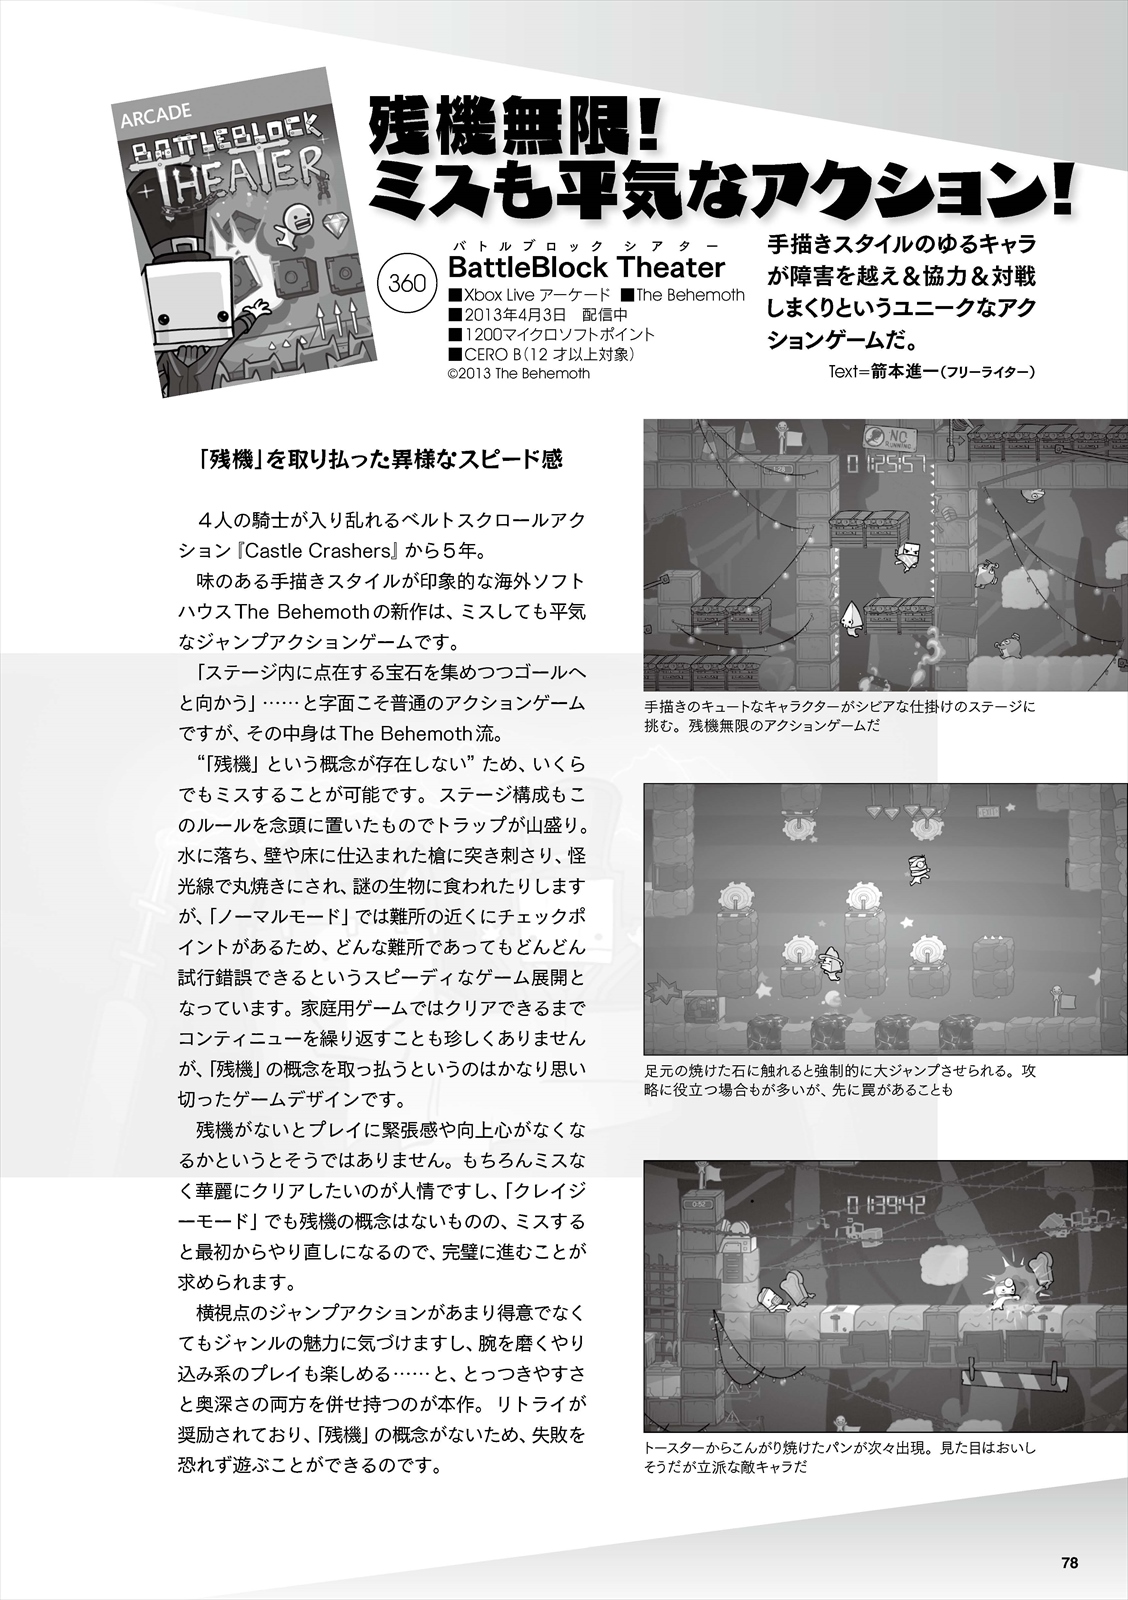 ARCADE
BATTLEBLOCK
THEATER
残機無限！
ミスも平気なアクション！
360
バトルブロック シアター
BattleBlock Theater
■Xbox Live アーケード ■The Behemoth
■2013年4月3日 配信中
■1200マイクロソフトポイント
■CERO B（12 才以上対象）
©2013 The Behemoth
手描きスタイルのゆるキャラ
が障害を越え＆協力＆対戦
しまくりというユニークなアク
ションゲームだ。
Text=箭本進一（フリーライター）
「残機」を取り払った異様なスピード感
４人の騎士が入り乱れるベルトスクロールアク
ション『Castle Crashers』から５年。
味のある手描きスタイルが印象的な海外ソフト
ハウスThe Behemothの新作は、ミスしても平気
なジャンプアクションゲームです。
「ステージ内に点在する宝石を集めつつゴールへ
と向かう」……と字面こそ普通のアクションゲーム
ですが、その中身はThe Behemoth流。
“「残機」という概念が存在しない” ため、いくら
でもミスすることが可能です。ステージ構成もこ
のルールを念頭に置いたものでトラップが山盛り。
水に落ち、壁や床に仕込まれた槍に突き刺さり、怪
光線で丸焼きにされ、謎の生物に食われたりします
が、「ノーマルモード」では難所の近くにチェックポ
イントがあるため、どんな難所であってもどんどん
試行錯誤できるというスピーディなゲーム展開と
なっています。家庭用ゲームではクリアできるまで
コンティニューを繰り返すことも珍しくありません
が、「残機」の概念を取っ払うというのはかなり思い
切ったゲームデザインです。
残機がないとプレイに緊張感や向上心がなくな
るかというとそうではありません。もちろんミスな
く華麗にクリアしたいのが人情ですし、「クレイジ
ーモード」でも残機の概念はないものの、ミスする
と最初からやり直しになるので、完璧に進むことが
求められます。
横視点のジャンプアクションがあまり得意でなく
てもジャンルの魅力に気づけますし、腕を磨くやり
込み系のプレイも楽しめる……と、とっつきやすさ
と奥深さの両方を併せ持つのが本作。リトライが
奨励されており、「残機」の概念がないため、失敗を
恐れず遊ぶことができるのです。
NO
RUNNING
01:25:57
手描きのキュートなキャラクターがシビアな仕掛けのステージに
挑む。残機無限のアクションゲームだ
足元の焼けた石に触れると強制的に大ジャンプさせられる。攻
略に役立つ場合もが多いが、先に罠があることも
0:52
01:39:42
トースターからこんがり焼けたパンが次々出現。見た目はおいし
そうだが立派な敵キャラだ
78